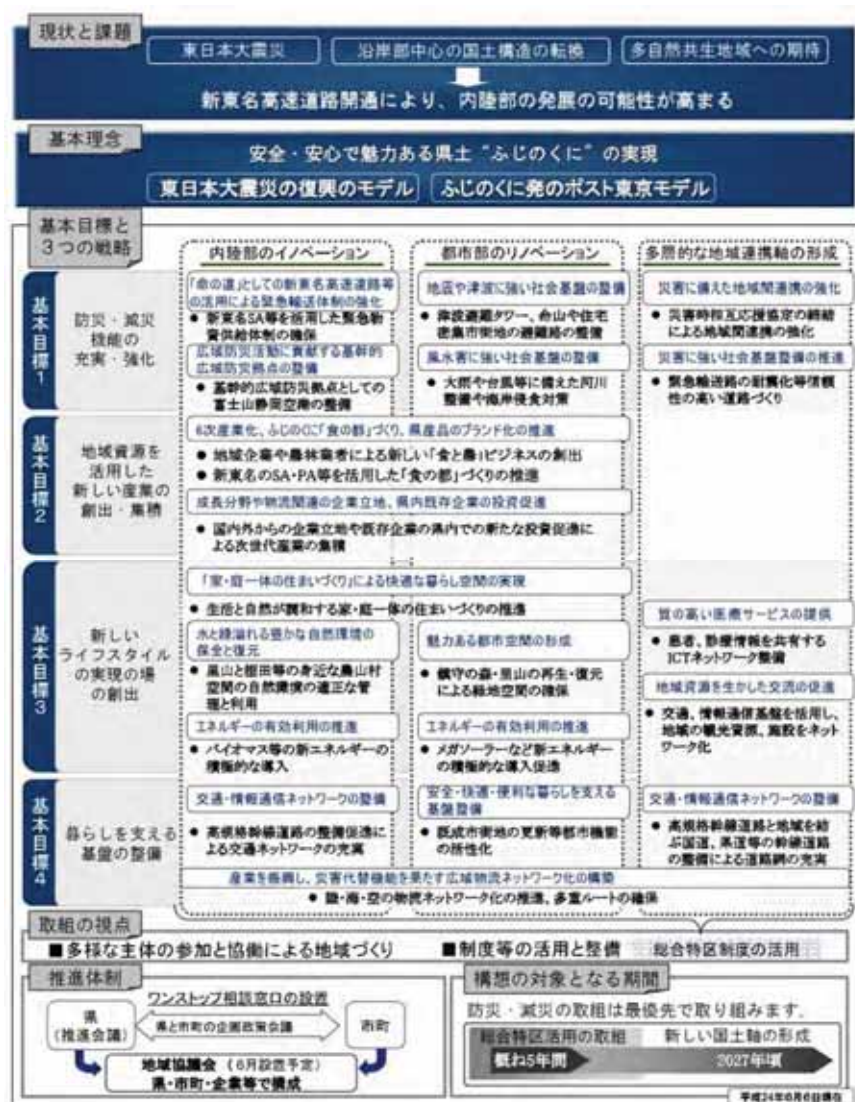 現状と課題
東日本大震災
沿岸部中心の国土構造の転換
多自然共生地域への期待
新東名高速道路開通により、内陸部の発展の可能性が高まる
基本理念
安全・安心で魅力ある県土“ふじのくに”の実現
東日本大震災の復興のモデル
ふじのくに発のポスト東京モデル
基本目標と
3つの戦略
内陸部のイノベーション
都市部のリノベーション
多層的な地域連携軸の形成
基本目標1
防災・減災
機能の
充実・強化
「命の道」としての新東名高速道路等
の活用による緊急輸送体制の強化
・新東名SA等を活用した緊急物
資供給体制の確保
広域防災活動に貢献する基幹的
広域防災拠点の整備
・基幹的広域防災拠点としての
富士山静岡空港の整備
地震や津波に強い社会基盤の整備
・津波避難タワー、命山や住宅
密集市街地の避難路の整備
風水害に強い社会基盤の整備
・大雨や台風等に備えた河川
整備や海岸侵食対策
災害に備えた地域間連携の強化
・災害時相互応援協定の締結
による地域間連携の強化
災害に強い社会基盤整備の推進
・緊急輸送路の耐震化等信頼
性の高い道路づくり
基本目標2
地域資源を
活用した
新しい産業の
創出・集積
6次産業化、ふじのくに「食の都」づくり、県産品のブランド化の推進
・地域企業や農林業者による新しい「食と農」ビジネスの創出
・新東名のSA・PA等を活用した「食の都」づくりの推進
成長分野や物流関連の企業立地、県内既存企業の投資促進
・国内外からの企業立地や既存企業の県内での新たな投資促進に
よる次世代産業の集積
基本目標3
新しい
ライフスタイル
の実現の場
の創出
「家・庭一体の住まいづくり」による快適な暮らし空間の実現
・生活と自然が調和する家・庭一体の住まいづくりの推進
水と緑溢れる豊かな自然環境の
保全と復元
・里山と棚田等の身近な農山村
空間の自然環境の適正な管
理と利用
エネルギーの有効利用の推進
・バイオマス等の新エネルギーの
積極的な導入
魅力ある都市空間の形成
・鎮守の森・里山の再生・復元
による緑地空間の確保
エネルギーの有効利用の推進
・メガソーラーなど新エネルギー
の積極的な導入促進
質の高い医療サービスの提供
・患者、診療情報を共有する
ICTネットワーク整備
地域資源を生かした交流の促進
・交通、情報通信基盤を活用し、
地域の観光資源、施設をネット
ワーク化
基本目標4
暮らしを支える
基盤の整備
交通・情報通信ネットワークの整備
・高規格幹線道路の整備促進に
よる交通ネットワークの充実
安全・快適・便利な暮らしを支える
基盤整備
・既成市街地の更新等都市機能
の活性化
交通・情報通信ネットワークの整備
・高規格幹線道路と地域を結
ぶ国道、県道等の幹線道路
の整備による道路網の充実
産業を振興し、災害代替機能を果たす広域物流ネットワーク化の構築
・陸・海・空の物流ネットワーク化の推進、多重ルートの確保
取組の視点
■多様な主体の参加と協働による地域づくり
■制度等の活用と整備 総合特区制度の活用
推進体制
ワンストップ相談窓口の設置
県
(推進会議)
県と市町の企画政策会議
市町
地域協議会(6月設置予定)
県・市町・企業等で構成
構想の対象となる期間
防災・減災の取組は最優先で取り組みます。
総合特区活用の取組
新しい国土軸の形成
概ね5年間
2027年頃
平成24年6月6日現在